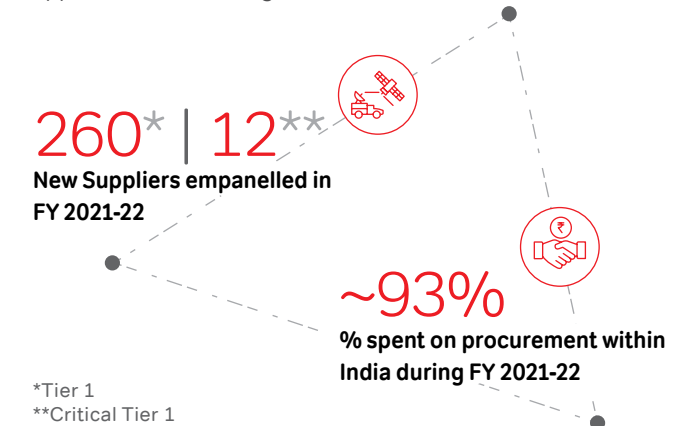 260* | 12**
New Suppliers empanelled in
FY 2021-22
₹
~93%
% spent on procurement within
India during FY 2021-22
*Tier 1
**Critical Tier 1